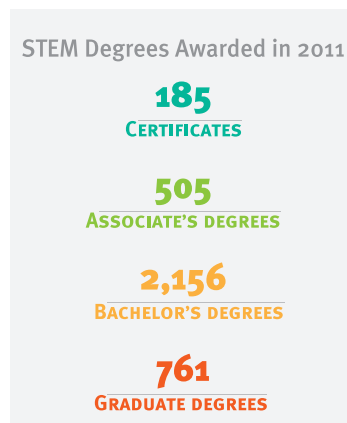 STEM Degrees Awarded in 2011
185
Certificates
505
Associate's degrees
2,156
Bachelor's degrees
761
Graduate degrees